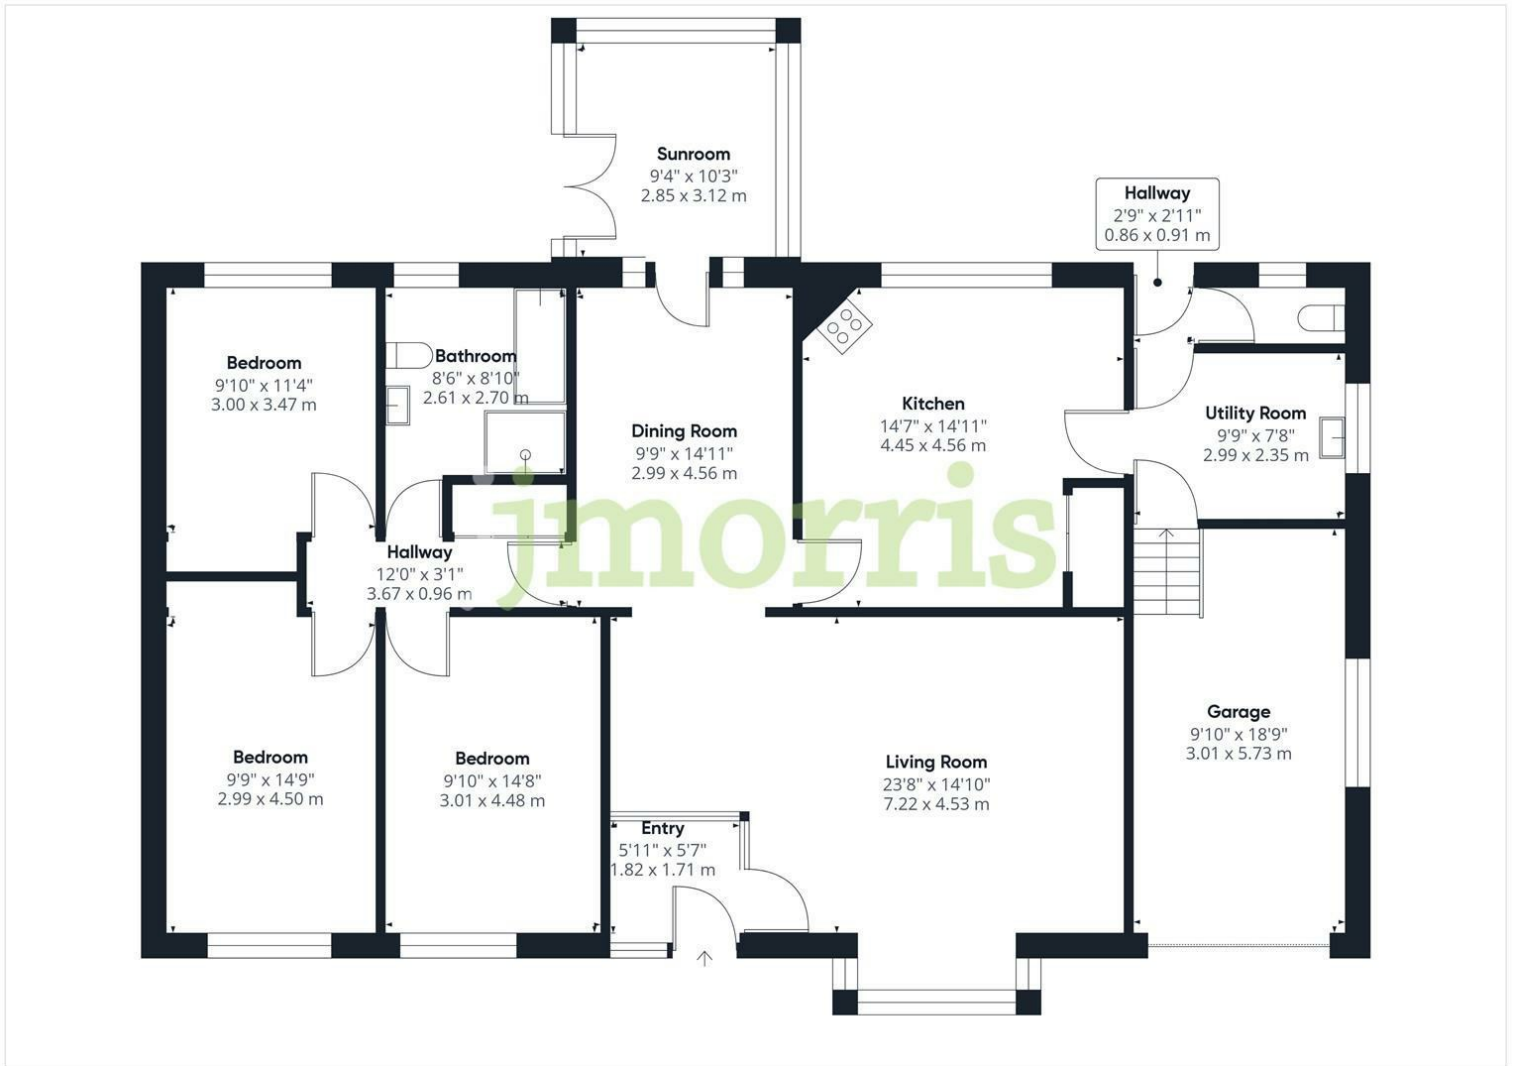 Sunroom
9'4" x 10'3"
2.85 x 3.12 m
Hallway
2'9" x 2'11"
0.86 x 0.91 m
Bedroom
9'10" x 11'4"
3.00 x 3.47 m
Bathroom
8'6" x 8'10"
2.61 x 2.70 m
Dining Room
9'9" x 14'11"
2.99 x 4.56 m
Kitchen
14'7" x 14'11"
4.45 x 4.56 m
Utility Room
9'9" x 7'8"
2.99 x 2.35 m
jmorris
Hallway
12'0" x 3'1"
3.67 x 0.96 m
Bedroom
9'9" x 14'9"
2.99 x 4.50 m
Bedroom
9'10" x 14'8"
3.01 x 4.48 m
Living Room
23'8" x 14'10"
7.22 x 4.53 m
Garage
9'10" x 18'9"
3.01 x 5.73 m
Entry
5'11" x 5'7"
1.82 x 1.71 m